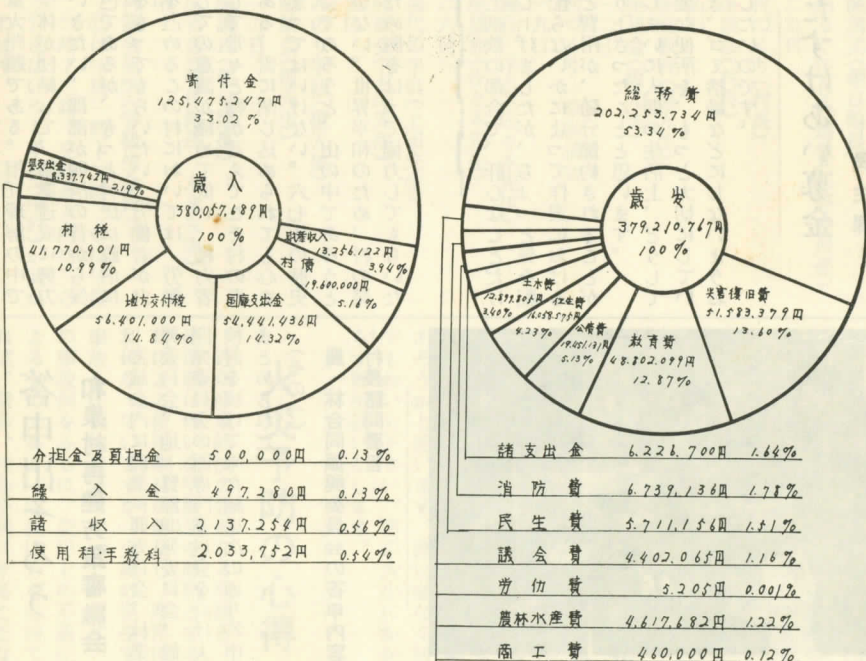 寄付金
125,475,247円
33.02%
県支出金
8,337,742円
2.19%
歳入
380,057,689円
100%
財産収入
13,256,122円
3.94%
村債
19,600,000円
5.16%
村税
41,770,901円
10.99%
地方交付税
56,401,000円
14.84%
国庫支出金
54,441,436円
14.32%
分担金及負担金 500,000円 0.13%
繰入金 497,280円 0.13%
諸収入 2,137,254円 0.56%
使用料・手数料 2,033,752円 0.54%
総務費
202,253,734円
53.34%
歳出
379,210,767円
100%
土木費
12,899,805円
3.40%
衛生費
16,058,575円
4.23%
公債費
19,451,131円
5.13%
教育費
48,802,099円
12.87%
災害復旧費
51,583,379円
13.60%
諸支出金 6,226,700円 1.64%
消防費 6,739,136円 1.78%
民生費 5,711,156円 1.51%
議会費 4,402,065円 1.16%
労働費 5,205円 0.001%
農林水産費 4,617,682円 1.22%
商工費 460,000円 0.12%